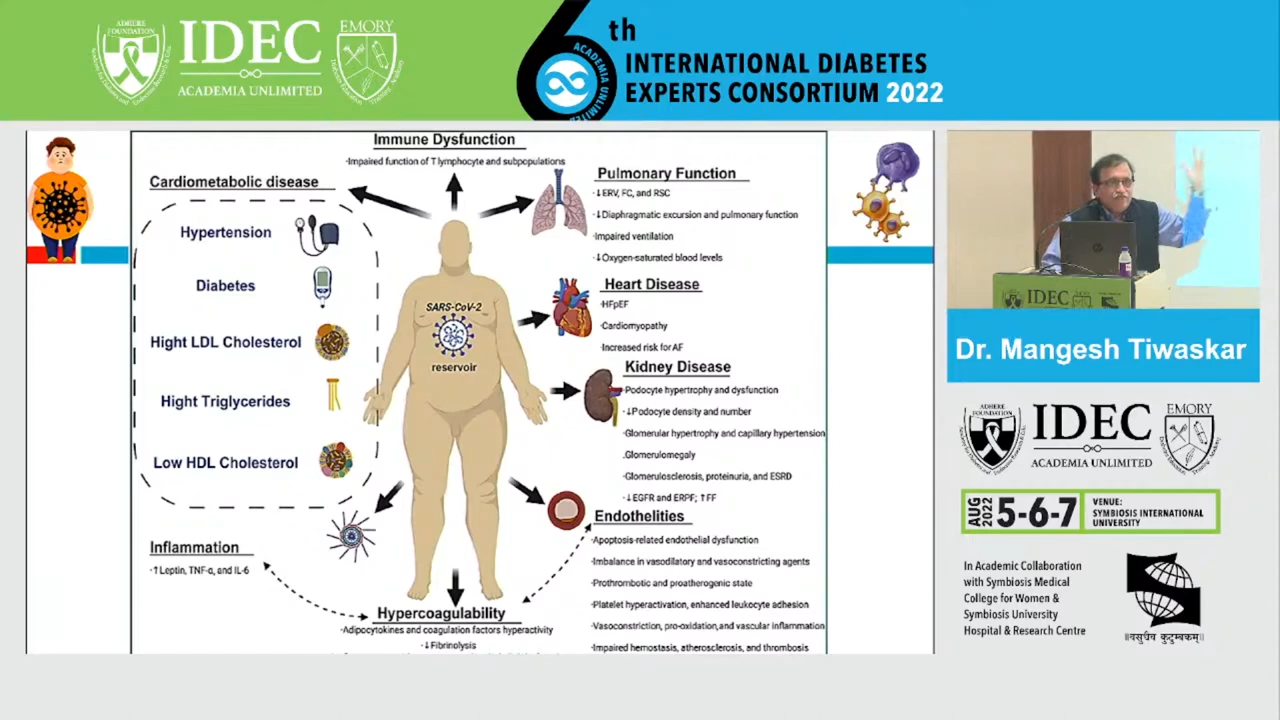 ADHERE FOUNDATION
IDEC
ACADEMIA UNLIMITED
EMORY
6th
INTERNATIONAL DIABETES
EXPERTS CONSORTIUM 2022
Immune Dysfunction
·Impaired function of T lymphocyte and subpopulations
Cardiometabolic disease
Hypertension
Diabetes
Hight LDL Cholesterol
Hight Triglycerides
Low HDL Cholesterol
SARS-CoV-2
reservoir
Pulmonary Function
·↓ERV, FC, and RSC
·↓Diaphragmatic excursion and pulmonary function
·Impaired ventilation
·↓Oxygen-saturated blood levels
Heart Disease
·HFpEF
·Cardiomyopathy
·Increased risk for AF
Kidney Disease
·Podocyte hypertrophy and dysfunction
·↓Podocyte density and number
·Glomerular hypertrophy and capillary hypertension
·Glomerulomegaly
·Glomerulosclerosis, proteinuria, and ESRD
·↓EGFR and ERPF; ↑FF
Endothelities
·Apoptosis-related endothelial dysfunction
·Imbalance in vasodilatory and vasoconstricting agents
·Prothrombotic and proatherogenic state
·Platelet hyperactivation, enhanced leukocyte adhesion
·Vasoconstriction, pro-oxidation,and vascular inflammation
·Impaired hemostasis, atherosclerosis, and thrombosis
Inflammation
·↑Leptin, TNF-α, and IL-6
Hypercoagulability
·Adipocytokines and coagulation factors hyperactivity
·↓Fibrinolysis
IDEC
Dr. Mangesh Tiwaskar
ADHERE FOUNDATION
IDEC
ACADEMIA UNLIMITED
EMORY
AUG 2022
5-6-7
VENUE:
SYMBIOSIS INTERNATIONAL
UNIVERSITY
In Academic Collaboration
with Symbiosis Medical
College for Women &
Symbiosis University
Hospital & Research Centre
॥वसुधैव कुटुम्बकम्॥